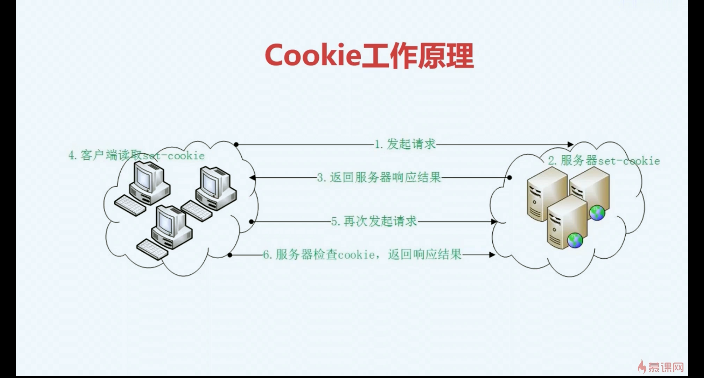 Cookie工作原理
1.发起请求
4.客户端读取set-cookie
2.服务器set-cookie
3.返回服务器响应结果
5.再次发起请求
6.服务器检查cookie，返回响应结果
慕课网